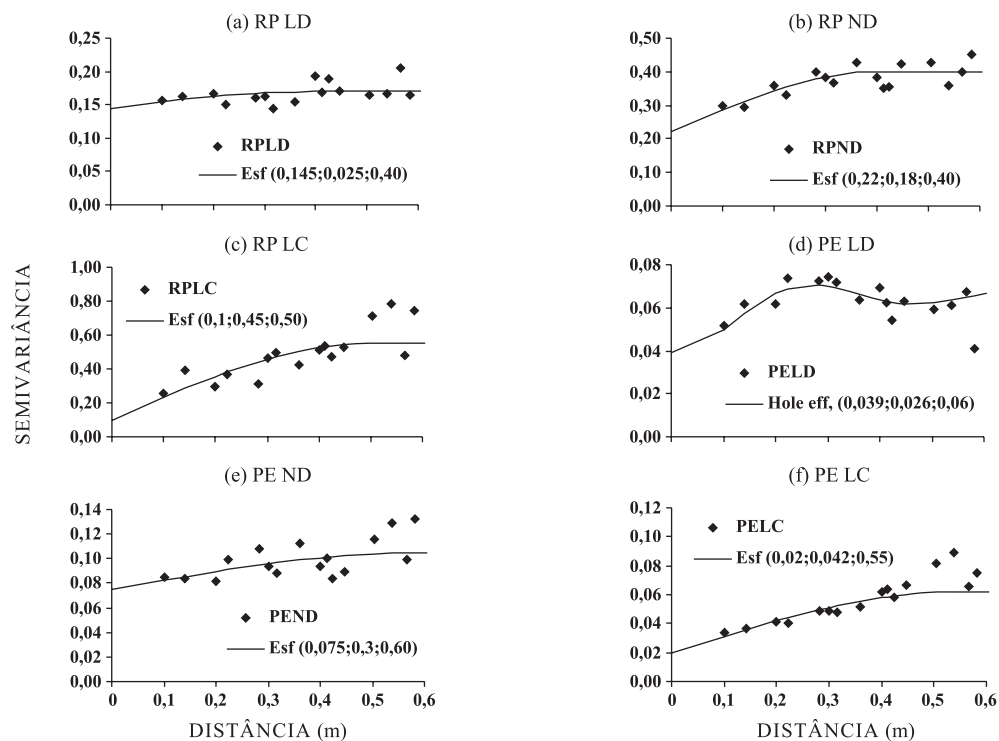 (a) RP LD
0,25
0,20
0,15
0,10
0,05
0,00
RPLD
Esf (0,145;0,025;0,40)
(b) RP ND
0,50
0,40
0,30
0,20
0,10
0,00
RPND
Esf (0,22;0,18;0,40)
SEMIVARIÂNCIA
(c) RP LC
1,00
0,80
0,60
0,40
0,20
0,00
RPLC
Esf (0,1;0,45;0,50)
(d) PE LD
0,08
0,06
0,04
0,02
0,00
PELD
Hole eff, (0,039;0,026;0,06)
(e) PE ND
0,14
0,12
0,10
0,08
0,06
0,04
0,02
0,00
PEND
Esf (0,075;0,3;0,60)
0 0,1 0,2 0,3 0,4 0,5 0,6
DISTÂNCIA (m)
(f) PE LC
0,12
0,10
0,08
0,06
0,04
0,02
0,00
PELC
Esf (0,02;0,042;0,55)
0 0,1 0,2 0,3 0,4 0,5 0,6
DISTÂNCIA (m)